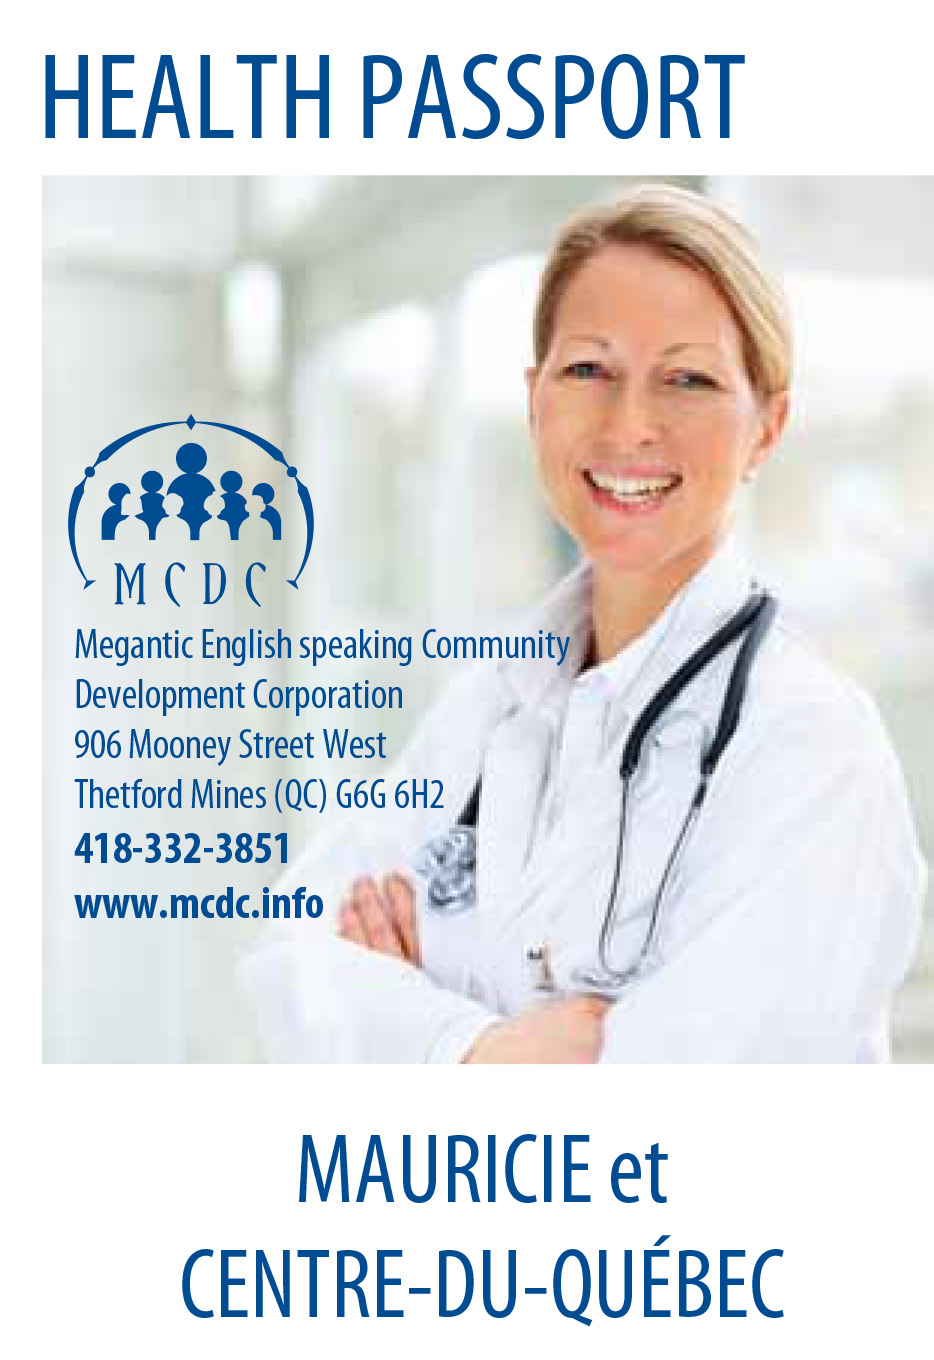 HEALTH PASSPORT
MCDC
Megantic English speaking Community
Development Corporation
906 Mooney Street West
Thetford Mines (QC) G6G 6H2
418-332-3851
www.mcdc.info
MAURICIE et
CENTRE-DU-QUÉBEC